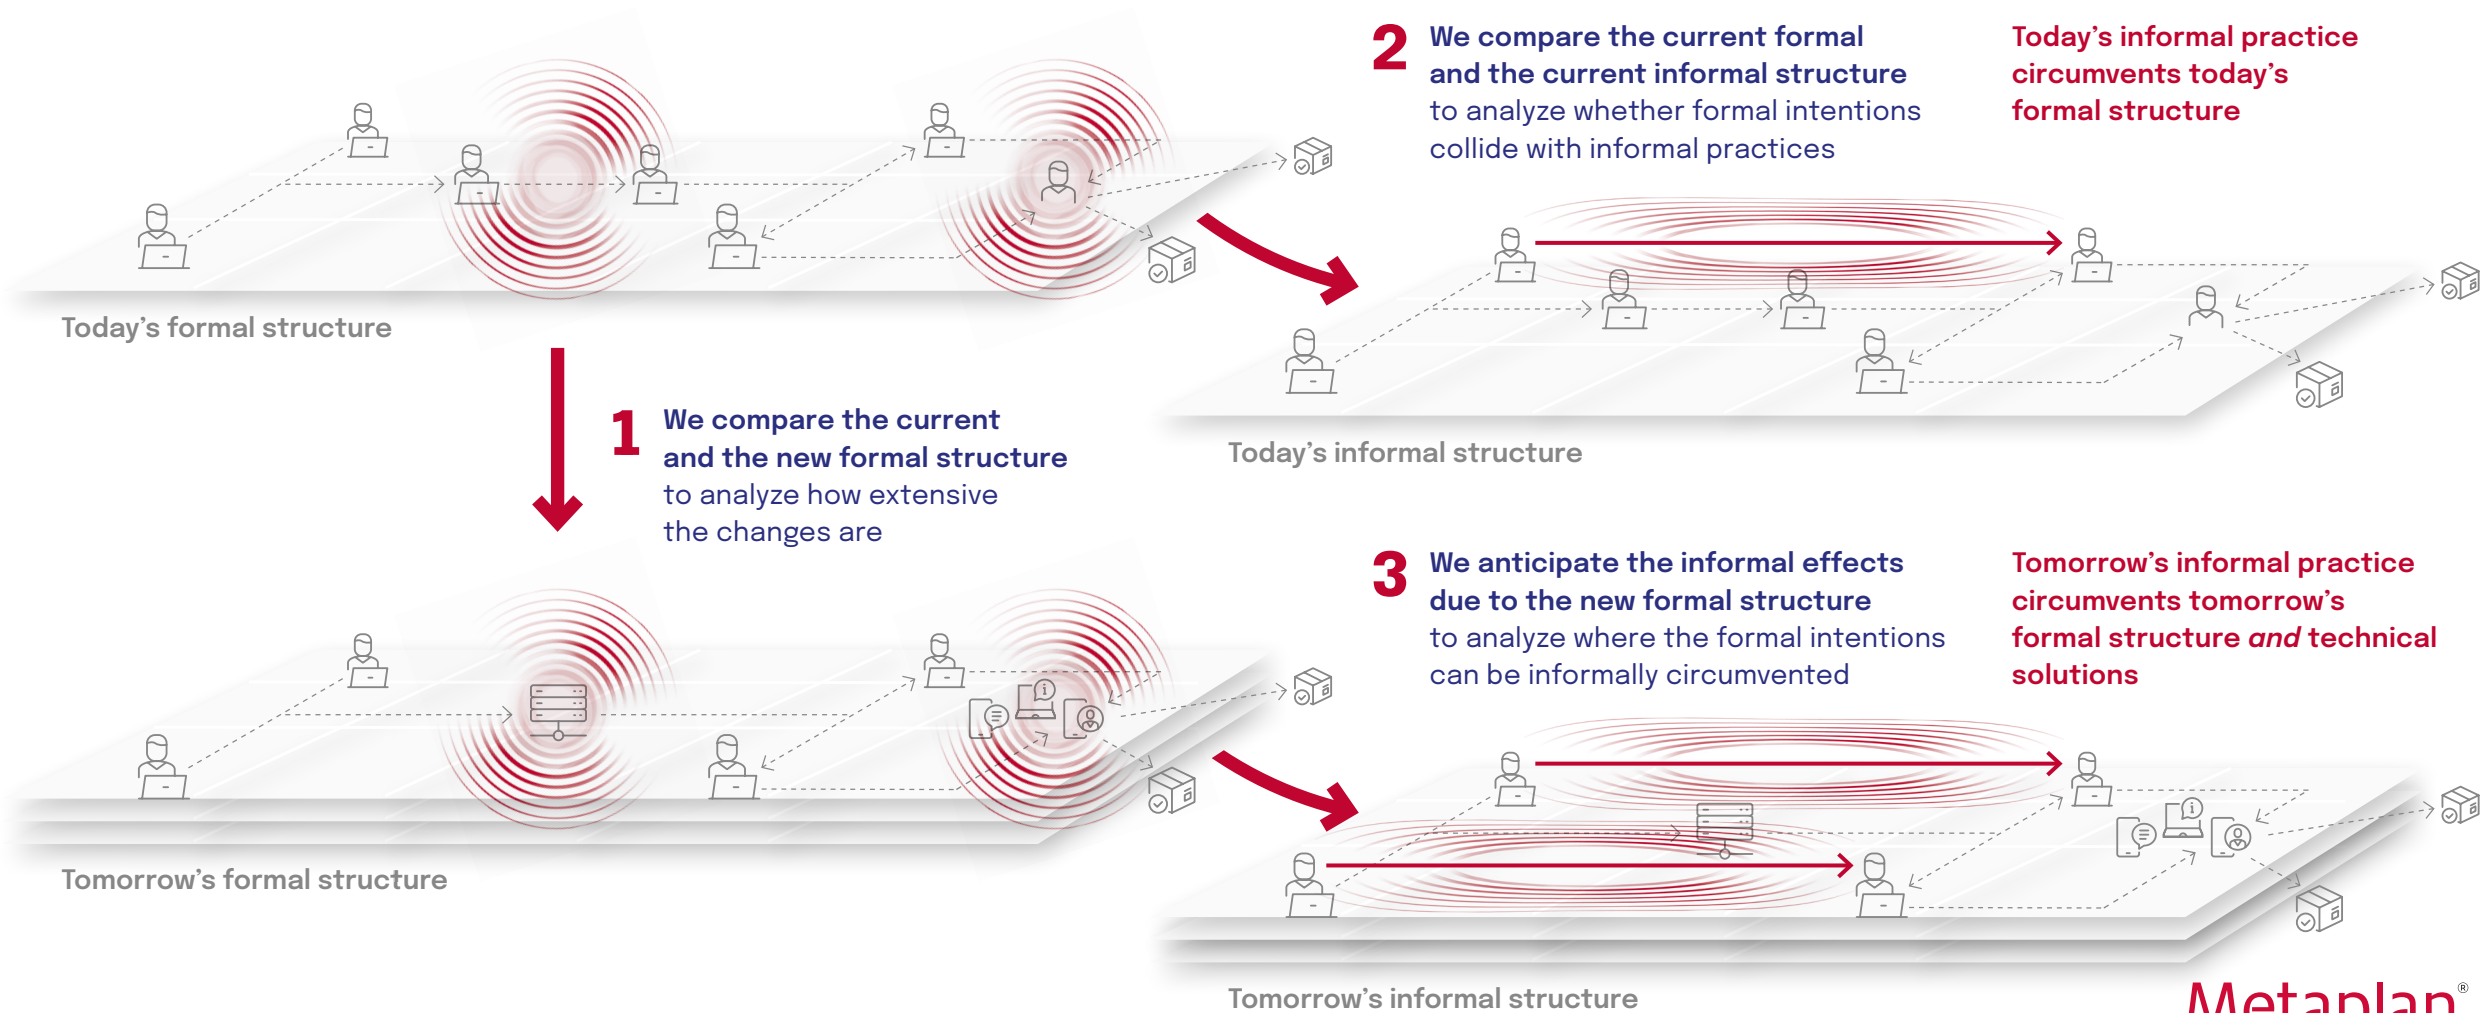 2
We compare the current formal
and the current informal structure
to analyze whether formal intentions
collide with informal practices
Today's informal practice
circumvents today's
formal structure
Today's formal structure
1
We compare the current
and the new formal structure
to analyze how extensive
the changes are
Today's informal structure
3
We anticipate the informal effects
due to the new formal structure
to analyze where the formal intentions
can be informally circumvented
Tomorrow's informal practice
circumvents tomorrow's
formal structure and technical
solutions
Tomorrow's formal structure
Tomorrow's informal structure
Metaplan®